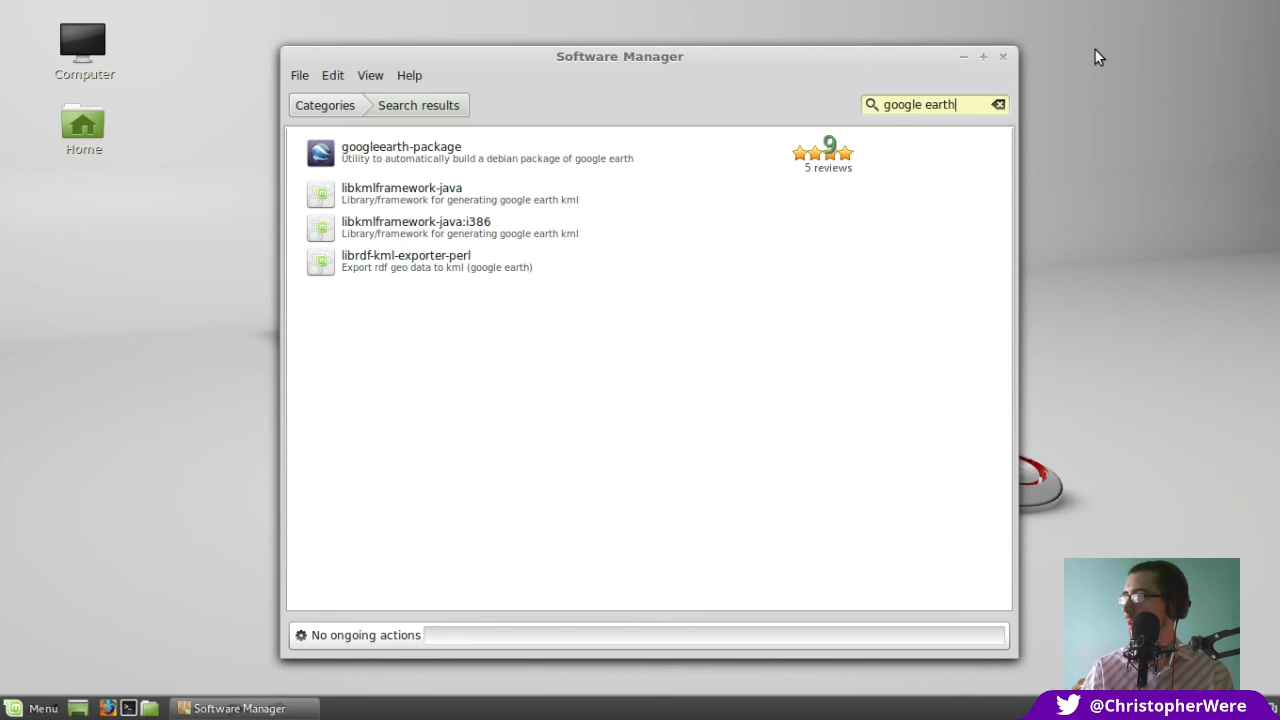 Computer
Home
Software Manager
File Edit View Help
Categories Search results
google earth
googleearth-package
Utility to automatically build a debian package of google earth
9
5 reviews
libkmlframework-java
Library/framework for generating google earth kml
libkmlframework-java:i386
Library/framework for generating google earth kml
librdf-kml-exporter-perl
Export rdf geo data to kml (google earth)
No ongoing actions
Menu
Software Manager
@ChristopherWere